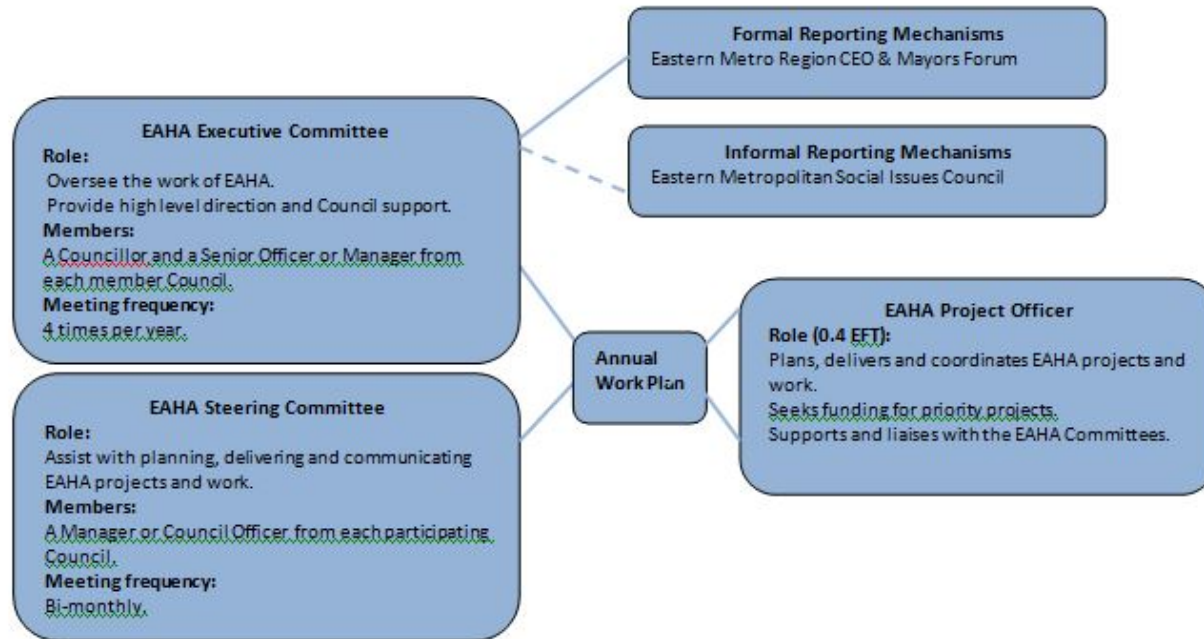 Formal Reporting Mechanisms
Eastern Metro Region CEO & Mayors Forum
Informal Reporting Mechanisms
Eastern Metropolitan Social Issues Council
EAHA Executive Committee
Role:
Oversee the work of EAHA.
Provide high level direction and Council support.
Members:
A Councillor and a Senior Officer or Manager from
each member Council.
Meeting frequency:
4 times per year.
EAHA Steering Committee
Role:
Assist with planning, delivering and communicating
EAHA projects and work.
Members:
A Manager or Council Officer from each participating
Council.
Meeting frequency:
Bi-monthly.
Annual
Work Plan
EAHA Project Officer
Role (0.4 EFT):
Plans, delivers and coordinates EAHA projects and
work.
Seeks funding for priority projects.
Supports and liaises with the EAHA Committees.